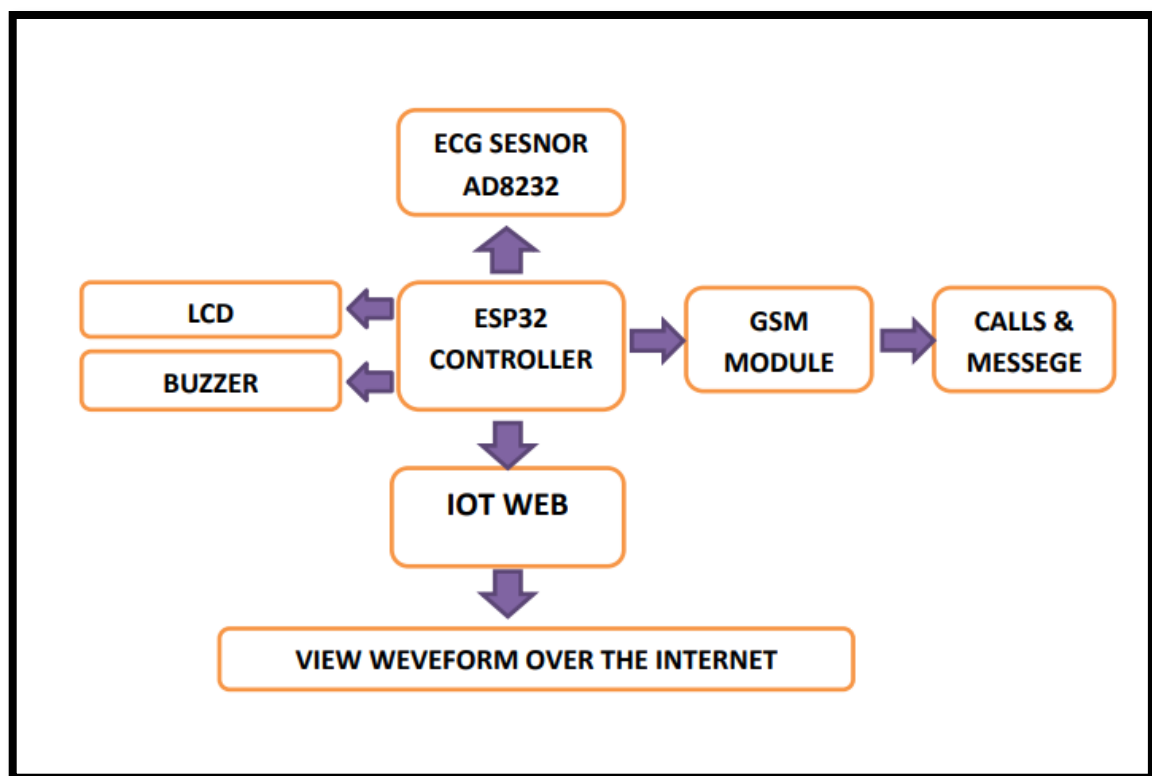 ECG SESNOR
AD8232
LCD
BUZZER
ESP32
CONTROLLER
GSM
MODULE
CALLS &
MESSEGE
IOT WEB
VIEW WEVEFORM OVER THE INTERNET